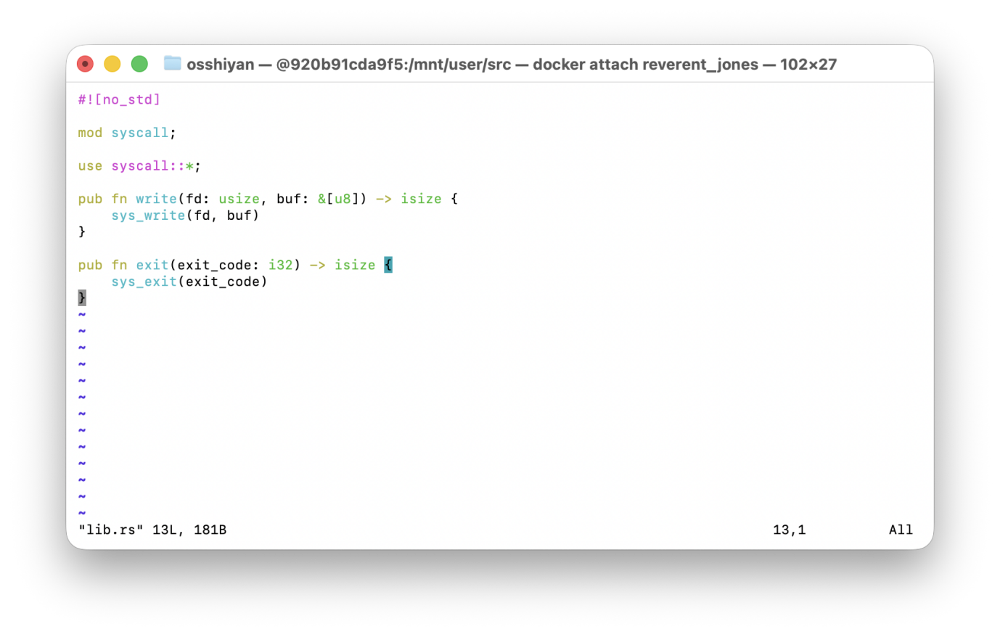 osshiyan — @920b91cda9f5:/mnt/user/src — docker attach reverent_jones — 102×27
#![no_std]
mod syscall;
use syscall::*;
pub fn write(fd: usize, buf: &[u8]) -> isize {
    sys_write(fd, buf)
}
pub fn exit(exit_code: i32) -> isize {
    sys_exit(exit_code)
}
~
~
~
~
~
~
~
~
~
~
~
~
~
"lib.rs" 13L, 181B 13,1 All